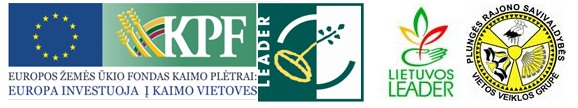 KPF
EUROPOS ŽEMĖS ŪKIO FONDAS KAIMO PLĖTRAI:
EUROPA INVESTUOJA Į KAIMO VIETOVES
LEADER
LIETUVOS
LEADER
PLUNGĖS RAJONO SAVIVALDYBĖS
VIETOS VEIKLOS GRUPĖ